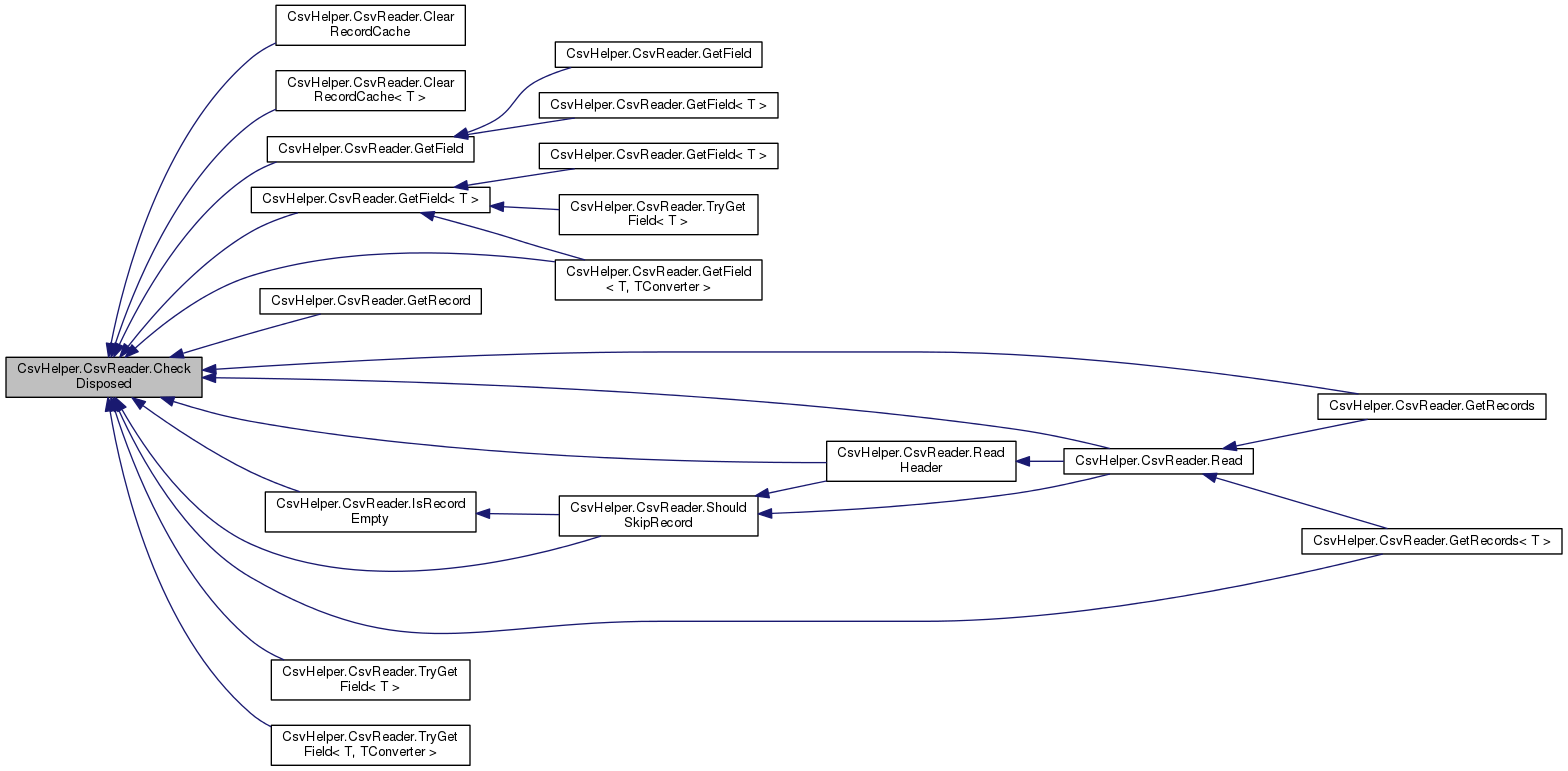 CsvHelper.CsvReader.Clear
RecordCache
CsvHelper.CsvReader.Clear
RecordCache< T >
CsvHelper.CsvReader.GetField
CsvHelper.CsvReader.GetField< T >
CsvHelper.CsvReader.GetField
CsvHelper.CsvReader.GetField< T >
CsvHelper.CsvReader.GetField< T >
CsvHelper.CsvReader.TryGet
Field< T >
CsvHelper.CsvReader.GetField
< T, TConverter >
CsvHelper.CsvReader.GetRecord
CsvHelper.CsvReader.Check
Disposed
CsvHelper.CsvReader.GetRecords
CsvHelper.CsvReader.Read
Header
CsvHelper.CsvReader.Read
CsvHelper.CsvReader.IsRecord
Empty
CsvHelper.CsvReader.Should
SkipRecord
CsvHelper.CsvReader.GetRecords< T >
CsvHelper.CsvReader.TryGet
Field< T >
CsvHelper.CsvReader.TryGet
Field< T, TConverter >